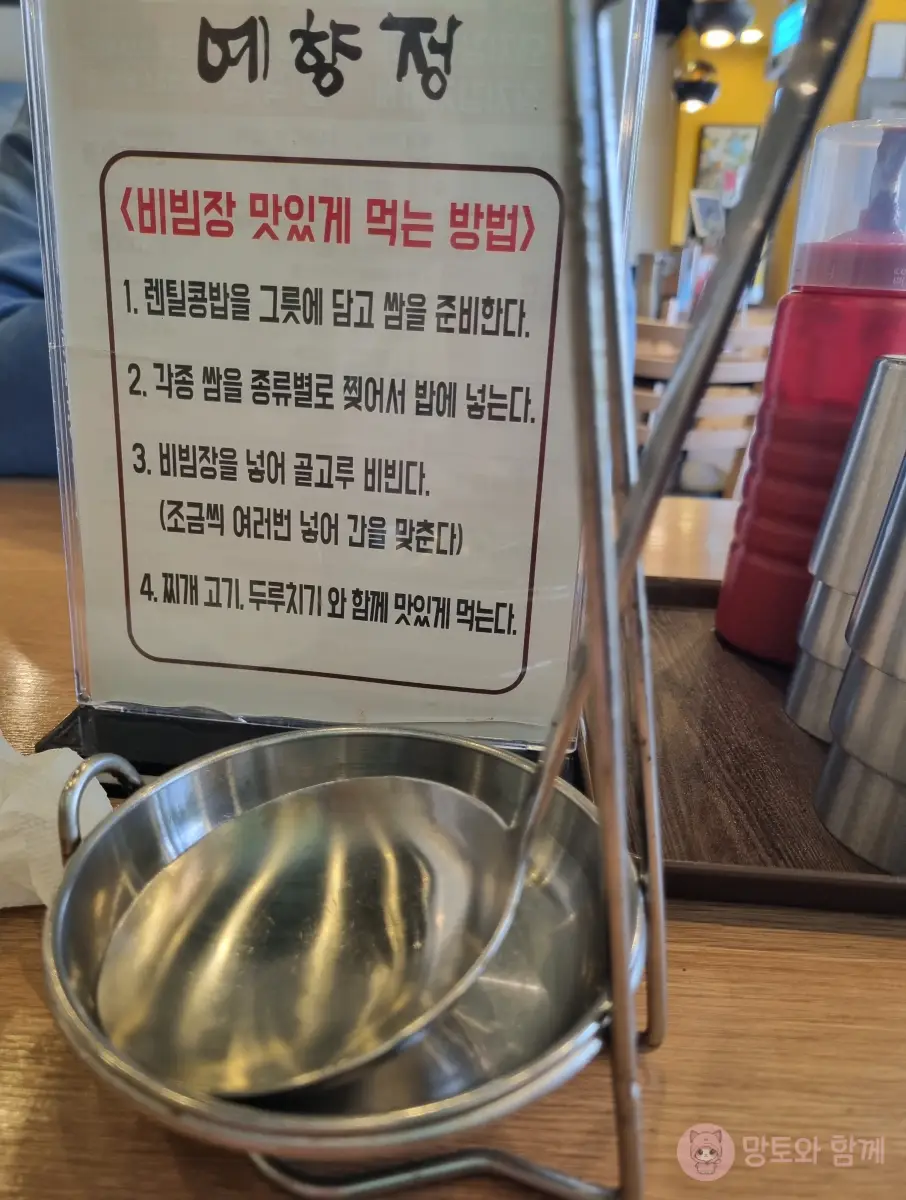 예향정
<비빔장 맛있게 먹는 방법>
1. 렌틸콩밥을 그릇에 담고 쌈을 준비한다.
2. 각종 쌈을 종류별로 찢어서 밥에 넣는다.
3. 비빔장을 넣어 골고루 비빈다.
(조금씩 여러번 넣어 간을 맞춘다)
4. 찌개 고기, 두루치기 와 함께 맛있게 먹는다.
망토와 함께